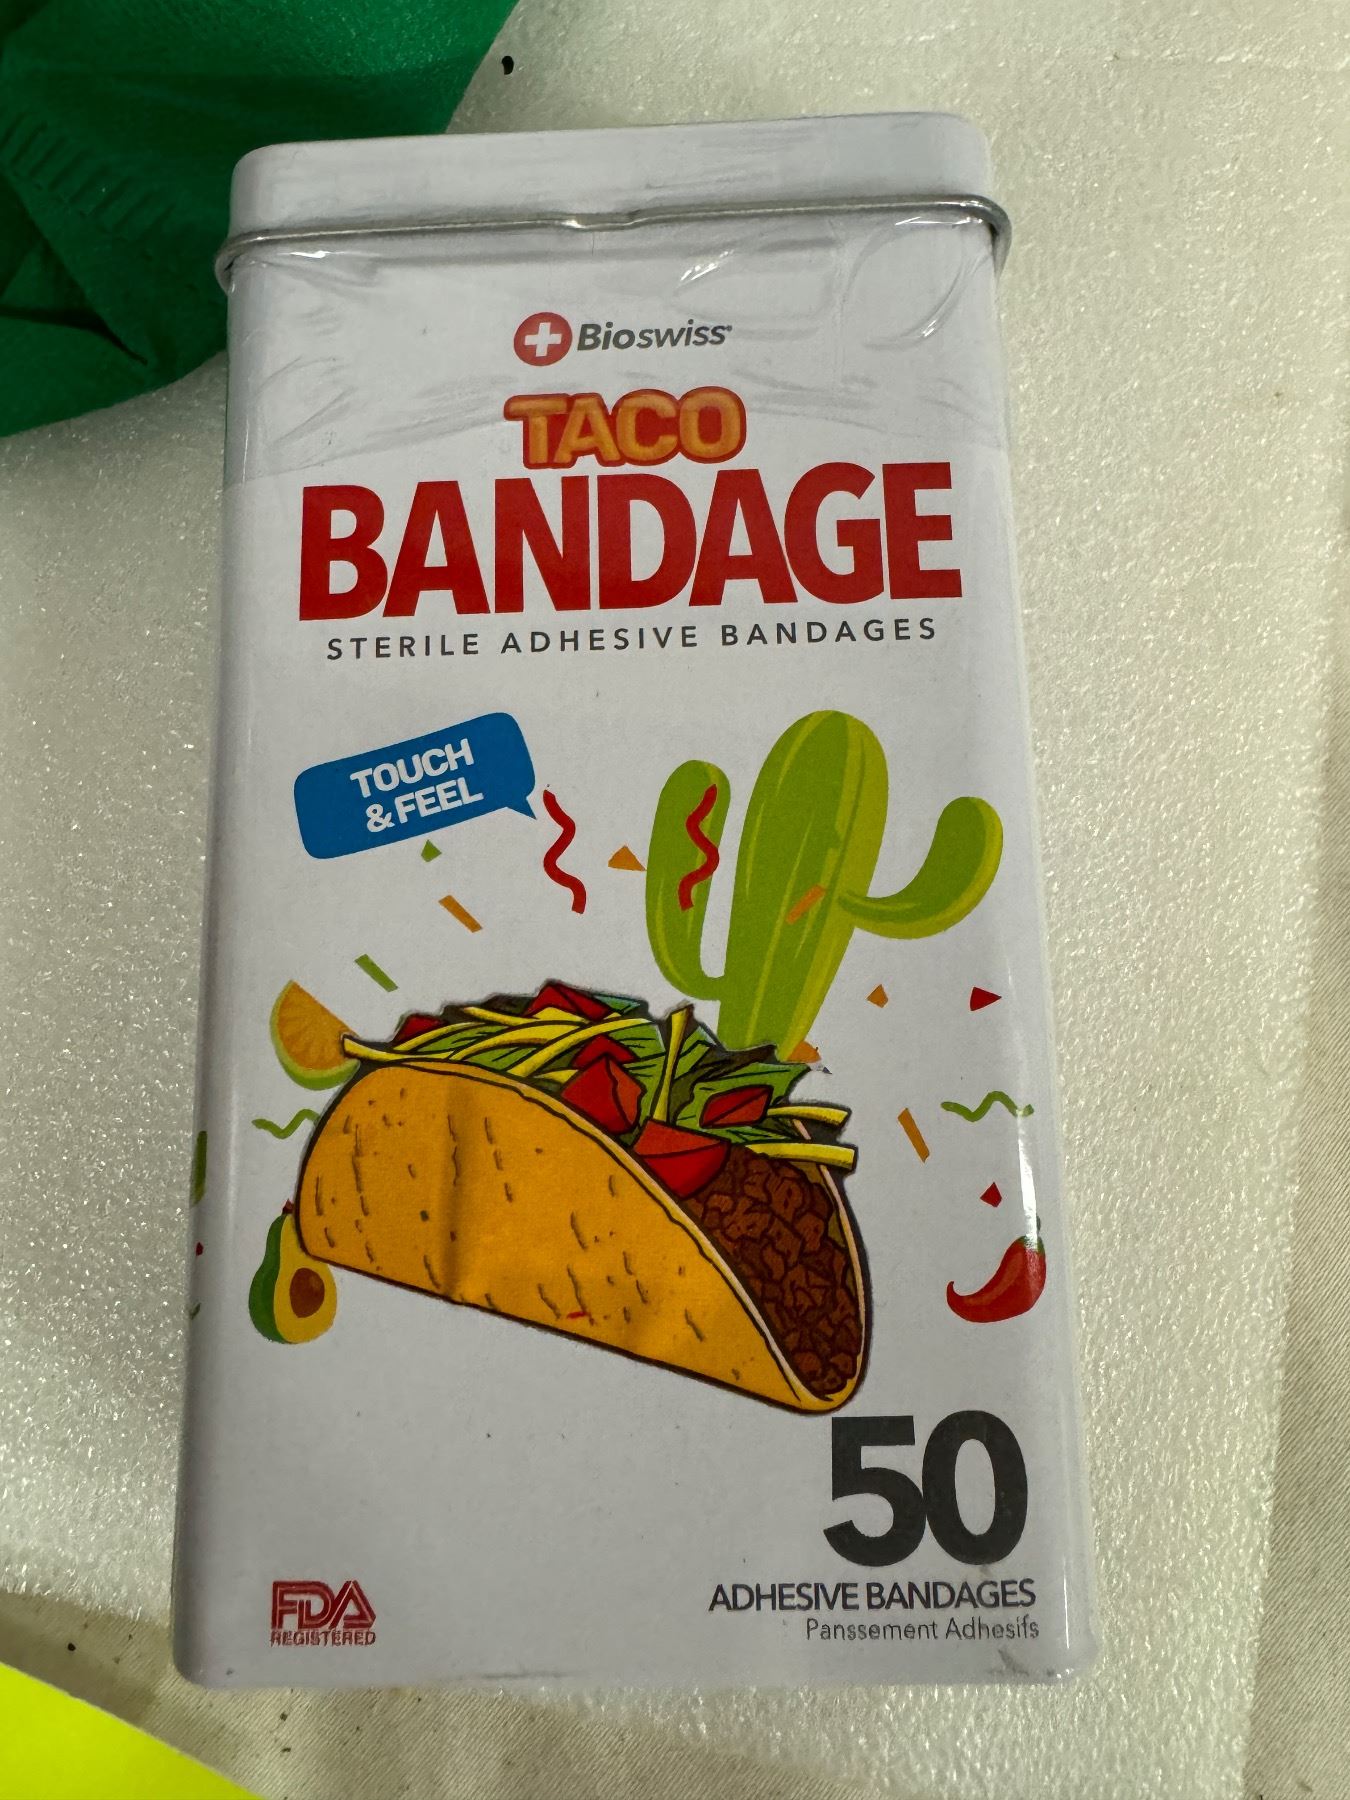 Bioswiss
TACO
BANDAGE
STERILE ADHESIVE BANDAGES
TOUCH
& FEEL
50
ADHESIVE BANDAGES
Panssement Adhesifs
FDA
REGISTERED